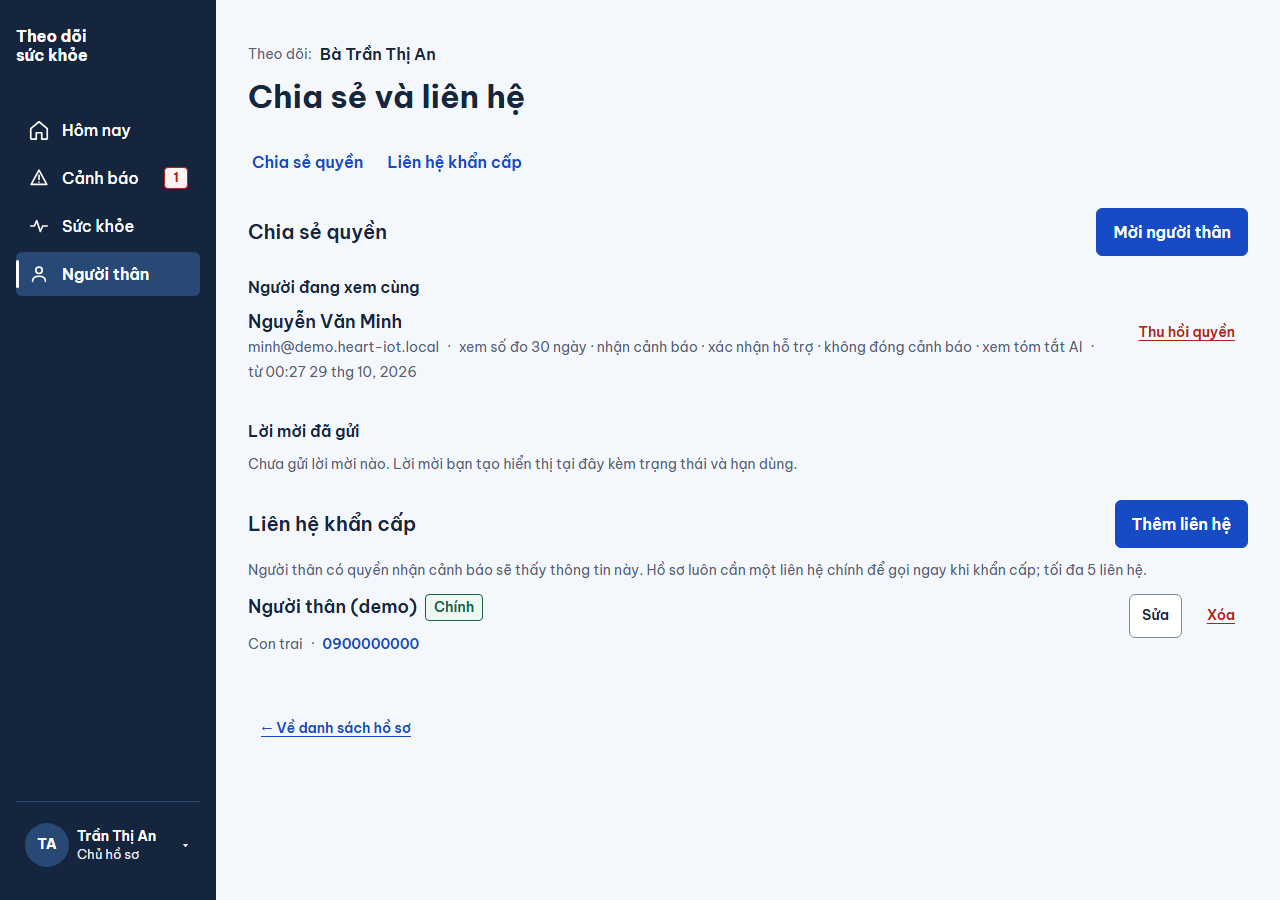 Theo dõi
sức khỏe
Hôm nay
Cảnh báo 1
Sức khỏe
Người thân
TA
Trần Thị An
Chủ hồ sơ
Theo dõi: Bà Trần Thị An
Chia sẻ và liên hệ
Chia sẻ quyền Liên hệ khẩn cấp
Chia sẻ quyền
Mời người thân
Người đang xem cùng
Nguyễn Văn Minh
minh@demo.heart-iot.local · xem số đo 30 ngày · nhận cảnh báo · xác nhận hỗ trợ · không đóng cảnh báo · xem tóm tắt AI ·
từ 00:27 29 thg 10, 2026
Thu hồi quyền
Lời mời đã gửi
Chưa gửi lời mời nào. Lời mời bạn tạo hiển thị tại đây kèm trạng thái và hạn dùng.
Liên hệ khẩn cấp
Thêm liên hệ
Người thân có quyền nhận cảnh báo sẽ thấy thông tin này. Hồ sơ luôn cần một liên hệ chính để gọi ngay khi khẩn cấp; tối đa 5 liên hệ.
Người thân (demo) Chính
Con trai · 0900000000
Sửa Xóa
← Về danh sách hồ sơ